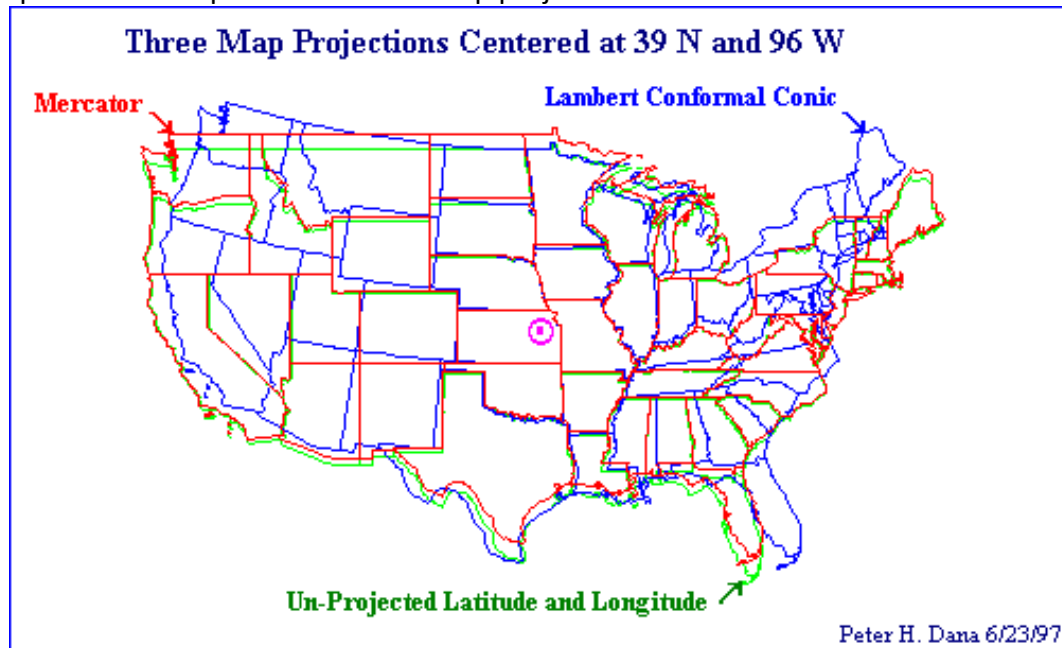 Three Map Projections Centered at 39 N and 96 W
Mercator
Lambert Conformal Conic
Un-Projected Latitude and Longitude
Peter H. Dana 6/23/97